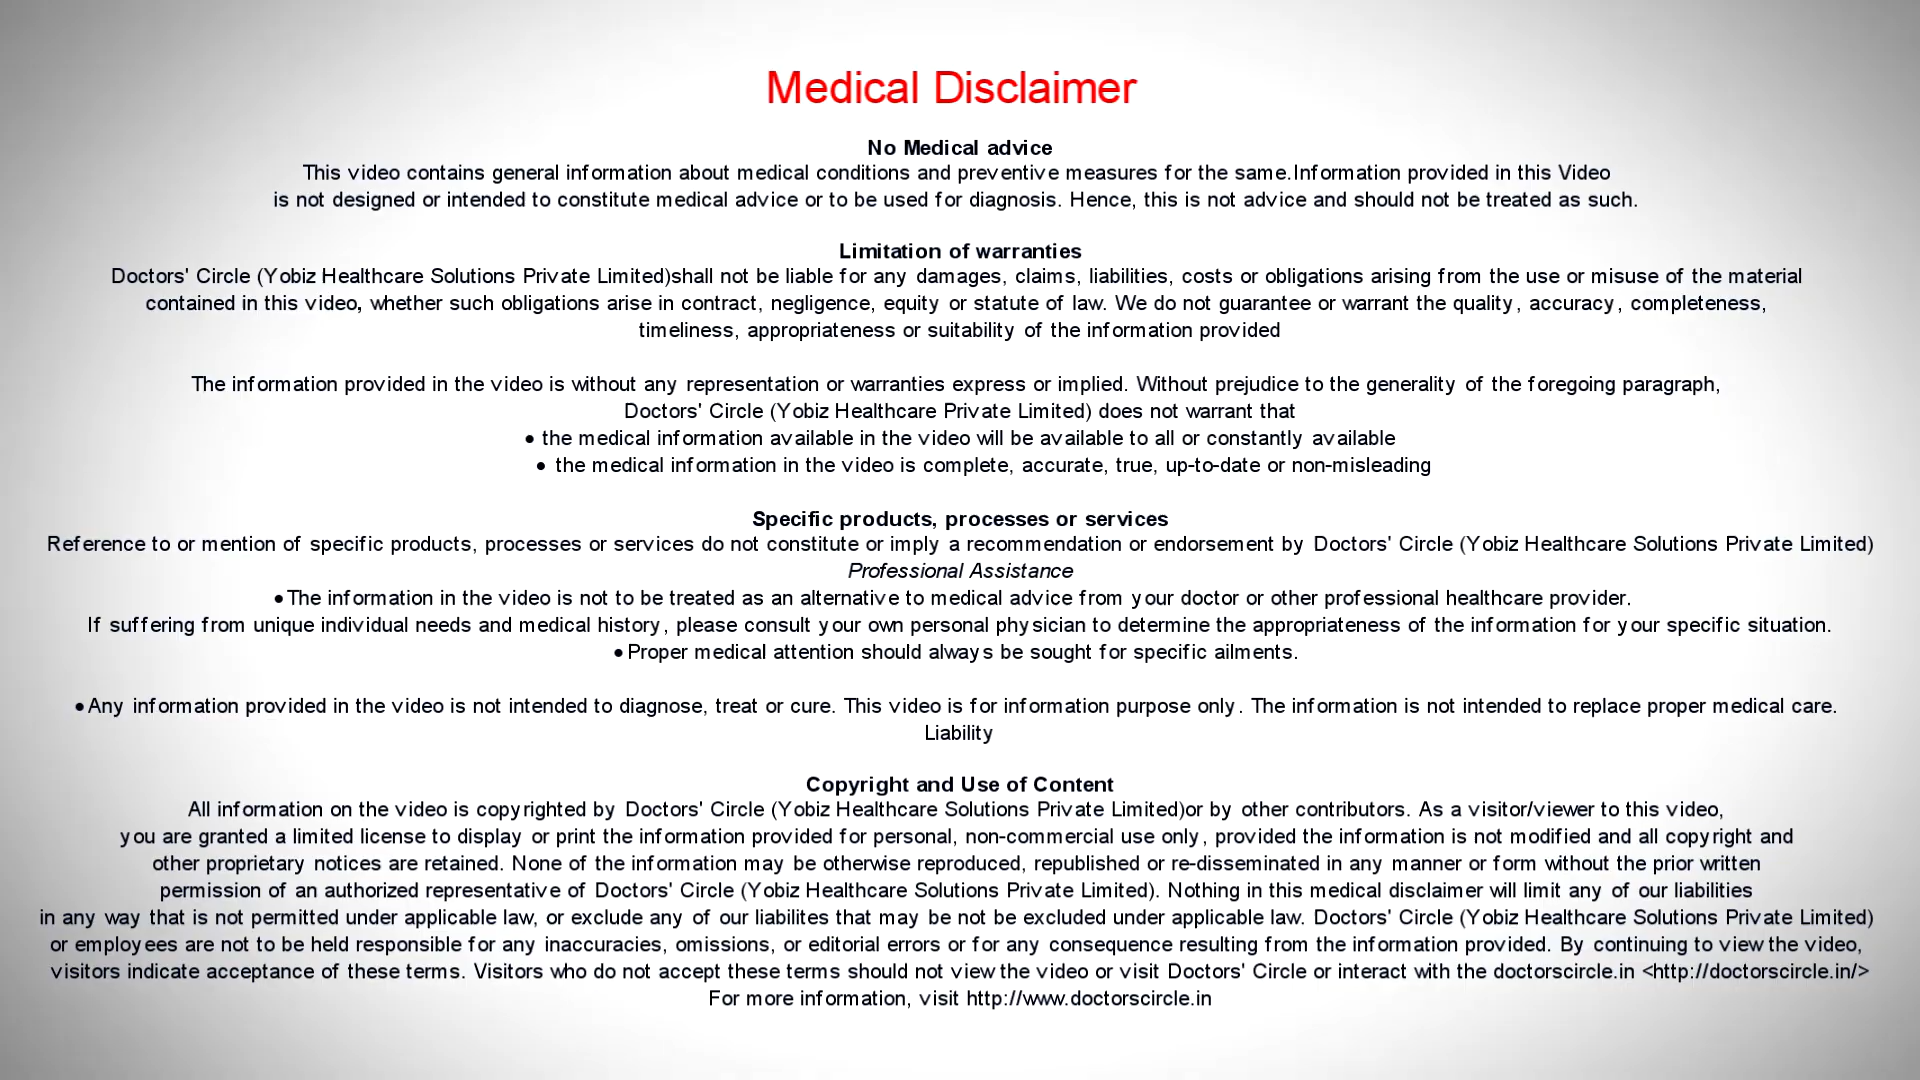 Medical Disclaimer
No Medical advice
This video contains general information about medical conditions and preventive measures for the same.Information provided in this Video
is not designed or intended to constitute medical advice or to be used for diagnosis. Hence, this is not advice and should not be treated as such.
Limitation of warranties
Doctors' Circle (Yobiz Healthcare Solutions Private Limited)shall not be liable for any damages, claims, liabilities, costs or obligations arising from the use or misuse of the material
contained in this video, whether such obligations arise in contract, negligence, equity or statute of law. We do not guarantee or warrant the quality, accuracy, completeness,
timeliness, appropriateness or suitability of the information provided
The information provided in the video is without any representation or warranties express or implied. Without prejudice to the generality of the foregoing paragraph,
Doctors' Circle (Yobiz Healthcare Private Limited) does not warrant that
• the medical information available in the video will be available to all or constantly available
• the medical information in the video is complete, accurate, true, up-to-date or non-misleading
Specific products, processes or services
Reference to or mention of specific products, processes or services do not constitute or imply a recommendation or endorsement by Doctors' Circle (Yobiz Healthcare Solutions Private Limited)
Professional Assistance
•The information in the video is not to be treated as an alternative to medical advice from your doctor or other professional healthcare provider.
If suffering from unique individual needs and medical history, please consult your own personal physician to determine the appropriateness of the information for your specific situation.
•Proper medical attention should always be sought for specific ailments.
•Any information provided in the video is not intended to diagnose, treat or cure. This video is for information purpose only. The information is not intended to replace proper medical care.
Liability
Copyright and Use of Content
All information on the video is copyrighted by Doctors' Circle (Yobiz Healthcare Solutions Private Limited)or by other contributors. As a visitor/viewer to this video,
you are granted a limited license to display or print the information provided for personal, non-commercial use only, provided the information is not modified and all copyright and
other proprietary notices are retained. None of the information may be otherwise reproduced, republished or re-disseminated in any manner or form without the prior written
permission of an authorized representative of Doctors' Circle (Yobiz Healthcare Solutions Private Limited). Nothing in this medical disclaimer will limit any of our liabilities
in any way that is not permitted under applicable law, or exclude any of our liabilites that may be not be excluded under applicable law. Doctors' Circle (Yobiz Healthcare Solutions Private Limited)
or employees are not to be held responsible for any inaccuracies, omissions, or editorial errors or for any consequence resulting from the information provided. By continuing to view the video,
visitors indicate acceptance of these terms. Visitors who do not accept these terms should not view the video or visit Doctors' Circle or interact with the doctorscircle.in <http://doctorscircle.in/>
For more information, visit http://www.doctorscircle.in